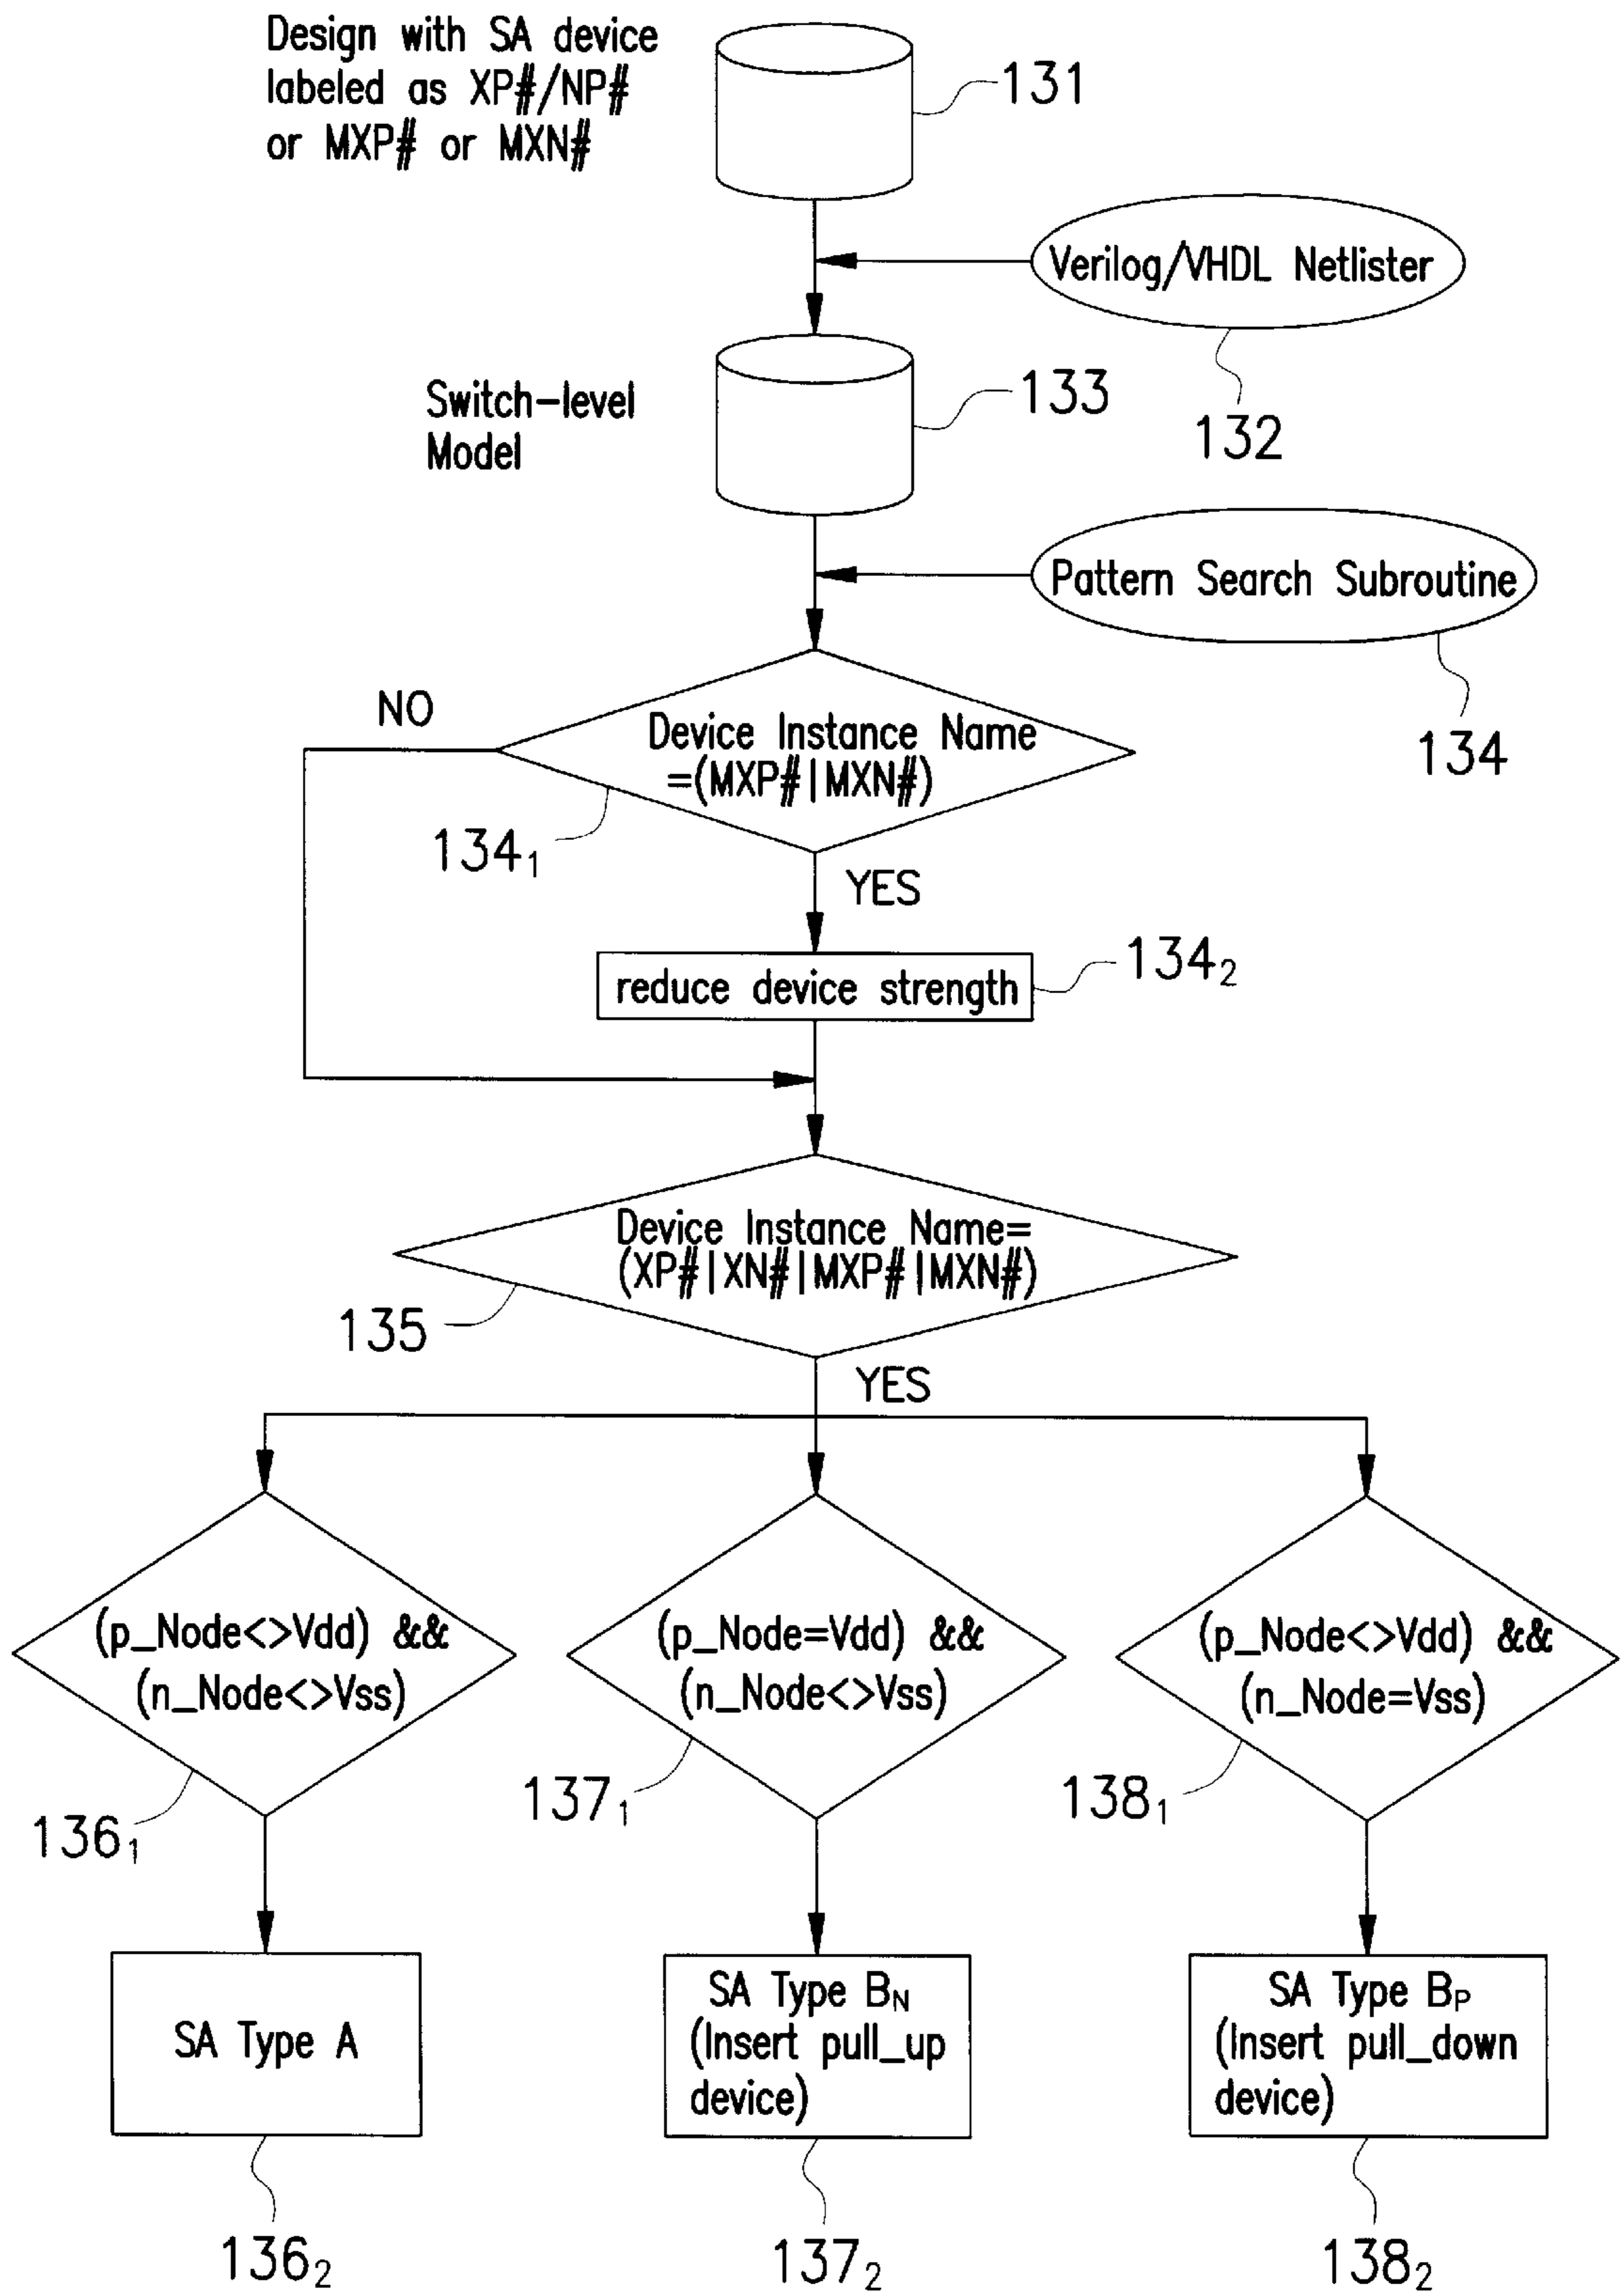 Design with SA device
labeled as XP#/NP#
or MXP# or MXN#
131
Verilog/VHDL Netlister
132
Switch-level
Model
133
Pattern Search Subroutine
134
NO
Device Instance Name
=(MXP#|MXN#)
134₁
YES
reduce device strength
134₂
Device Instance Name=
(XP#|XN#|MXP#|MXN#)
135
YES
(p_Node<>Vdd) &&
(n_Node<>Vss)
136₁
(p_Node=Vdd) &&
(n_Node<>Vss)
137₁
(p_Node<>Vdd) &&
(n_Node=Vss)
138₁
SA Type A
136₂
SA Type Bₙ
(Insert pull_up
device)
137₂
SA Type Bₚ
(Insert pull_down
device)
138₂